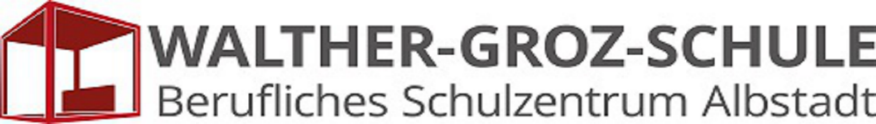 WALTHER-GROZ-SCHULE
Berufliches Schulzentrum Albstadt